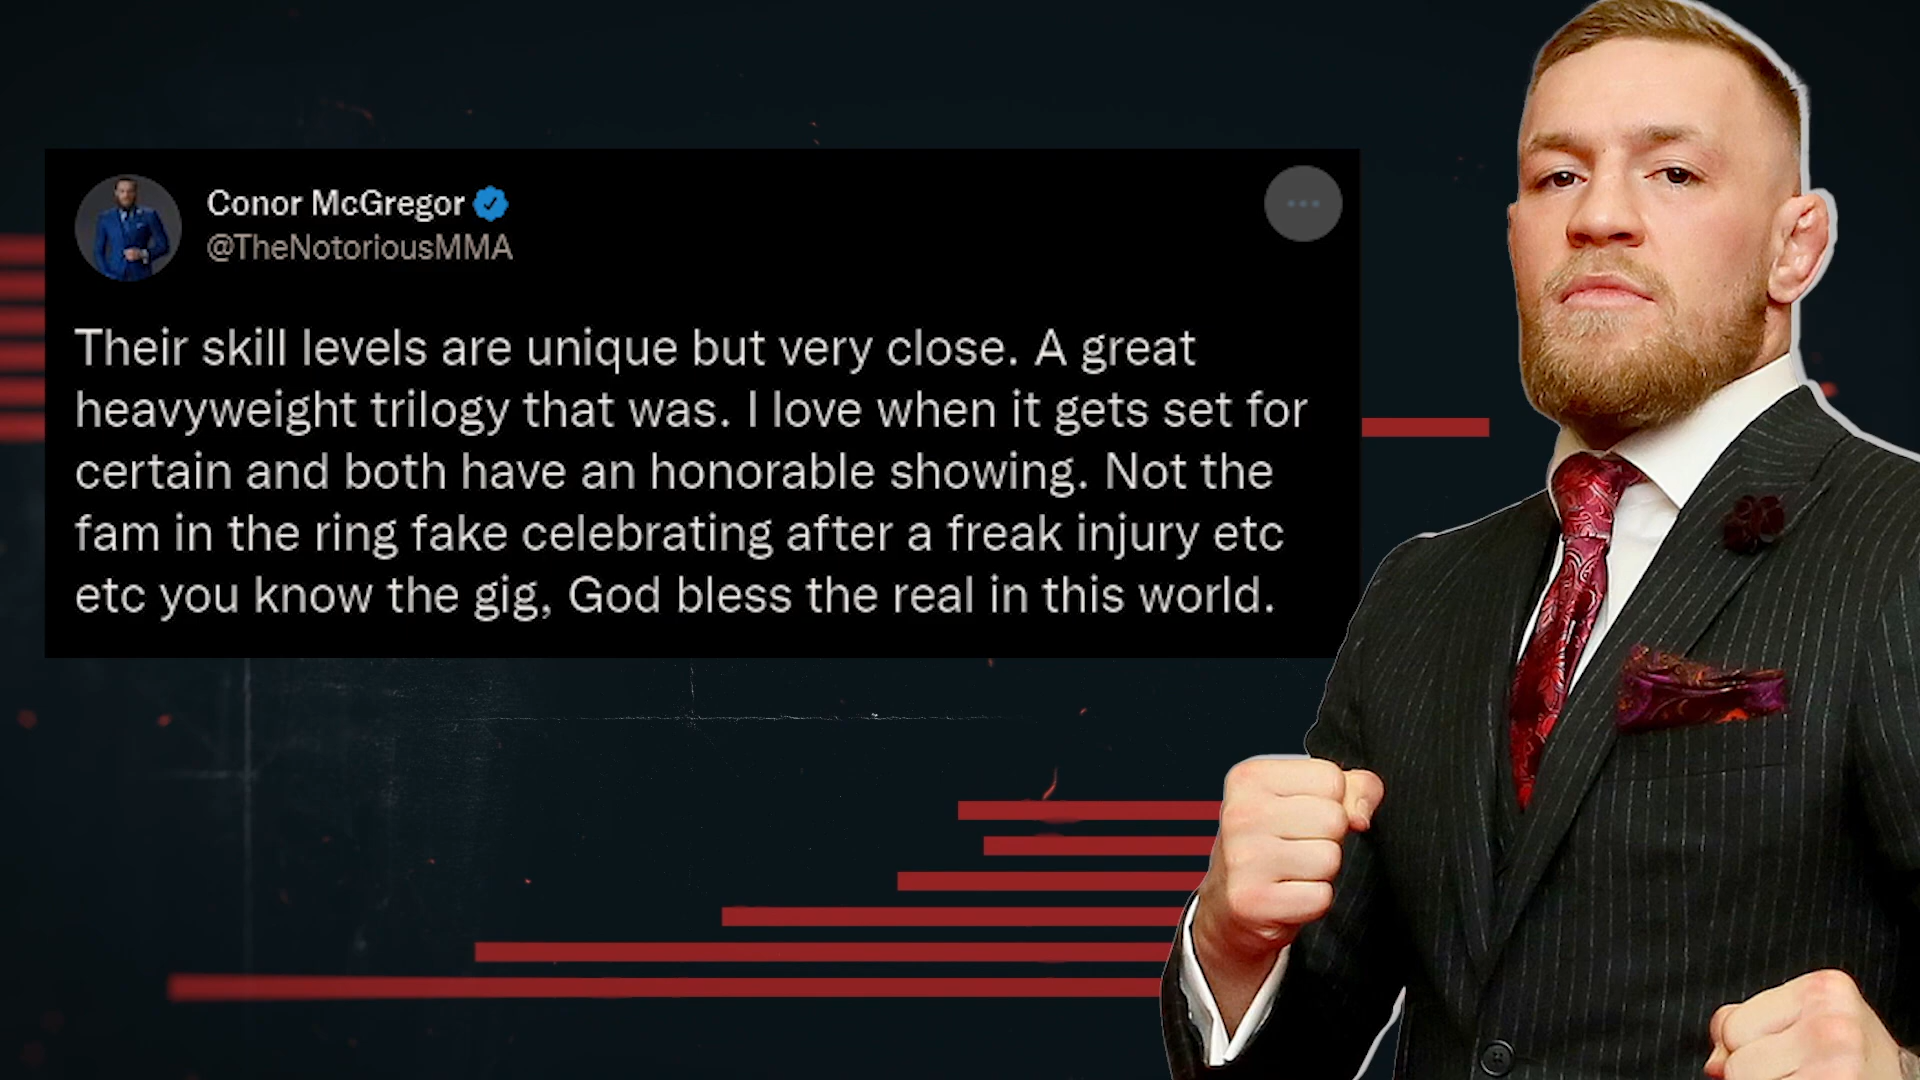 Conor McGregor
@TheNotoriousMMA
Their skill levels are unique but very close. A great
heavyweight trilogy that was. I love when it gets set for
certain and both have an honorable showing. Not the
fam in the ring fake celebrating after a freak injury etc
etc you know the gig, God bless the real in this world.